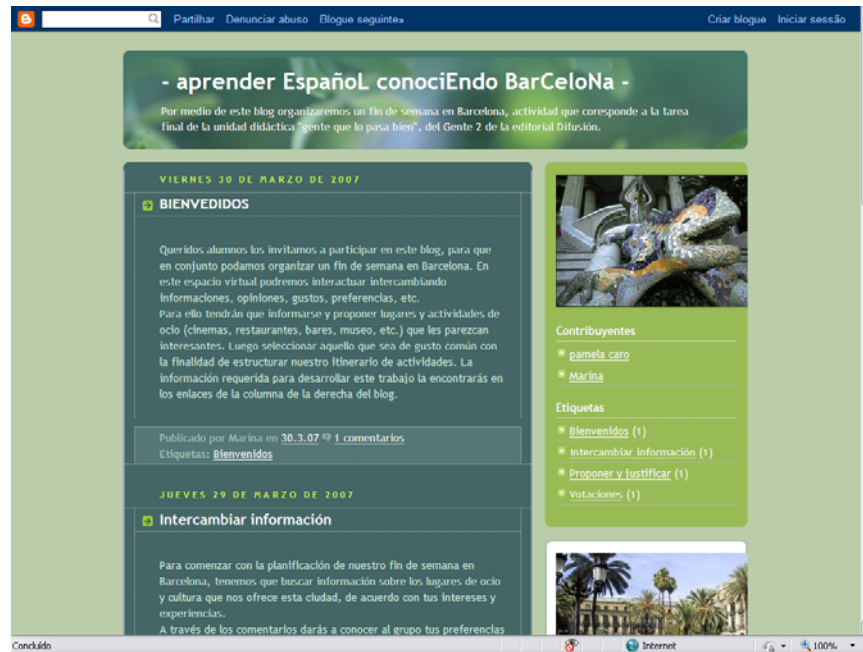 Partilhar Denunciar abuso Blogue seguinte» Criar blogue Iniciar sessão
- aprender EspañoL conociEndo BarCeloNa -
Por medio de este blog organizaremos un fin de semana en Barcelona, actividad que coresponde a la tarea
final de la unidad didáctica "gente que lo pasa bien", del Gente 2 de la editorial Difusión.
VIERNES 30 DE MARZO DE 2007
BIENVEDIDOS
Queridos alumnos los invitamos a participar en este blog, para que
en conjunto podamos organizar un fin de semana en Barcelona. En
este espacio virtual podremos interactuar intercambiando
informaciones, opiniones, gustos, preferencias, etc.
Para ello tendrán que informarse y proponer lugares y actividades de
ocio (cinemas, restaurantes, bares, museo, etc.) que les parezcan
interesantes. Luego seleccionar aquello que sea de gusto común con
la finalidad de estructurar nuestro itinerario de actividades. La
información requerida para desarrollar este trabajo la encontrarás en
los enlaces de la columna de la derecha del blog.
Publicado por Marina en 30.3.07 1 comentarios
Etiquetas: Bienvenidos
JUEVES 29 DE MARZO DE 2007
Intercambiar información
Para comenzar con la planificación de nuestro fin de semana en
Barcelona, tenemos que buscar información sobre los lugares de ocio
y cultura que nos ofrece esta ciudad, de acuerdo con tus intereses y
experiencias.
A través de los comentarios darás a conocer al grupo tus preferencias
Contribuyentes
pamela caro
Marina
Etiquetas
Bienvenidos (1)
Intercambiar información (1)
Proponer y justificar (1)
Votaciones (1)
Concluído Internet 100%